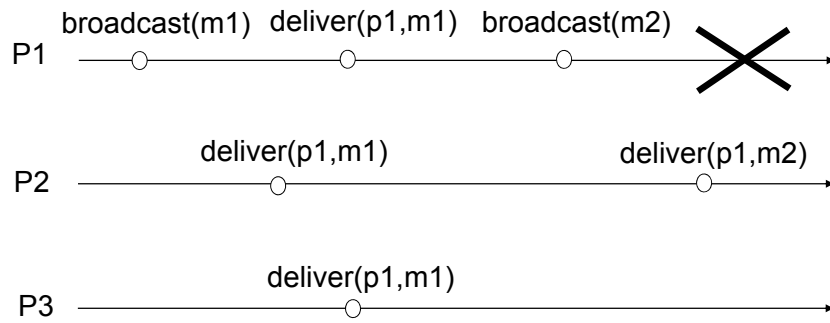 broadcast(m1) deliver(p1,m1) broadcast(m2)
P1
deliver(p1,m1) deliver(p1,m2)
P2
deliver(p1,m1)
P3